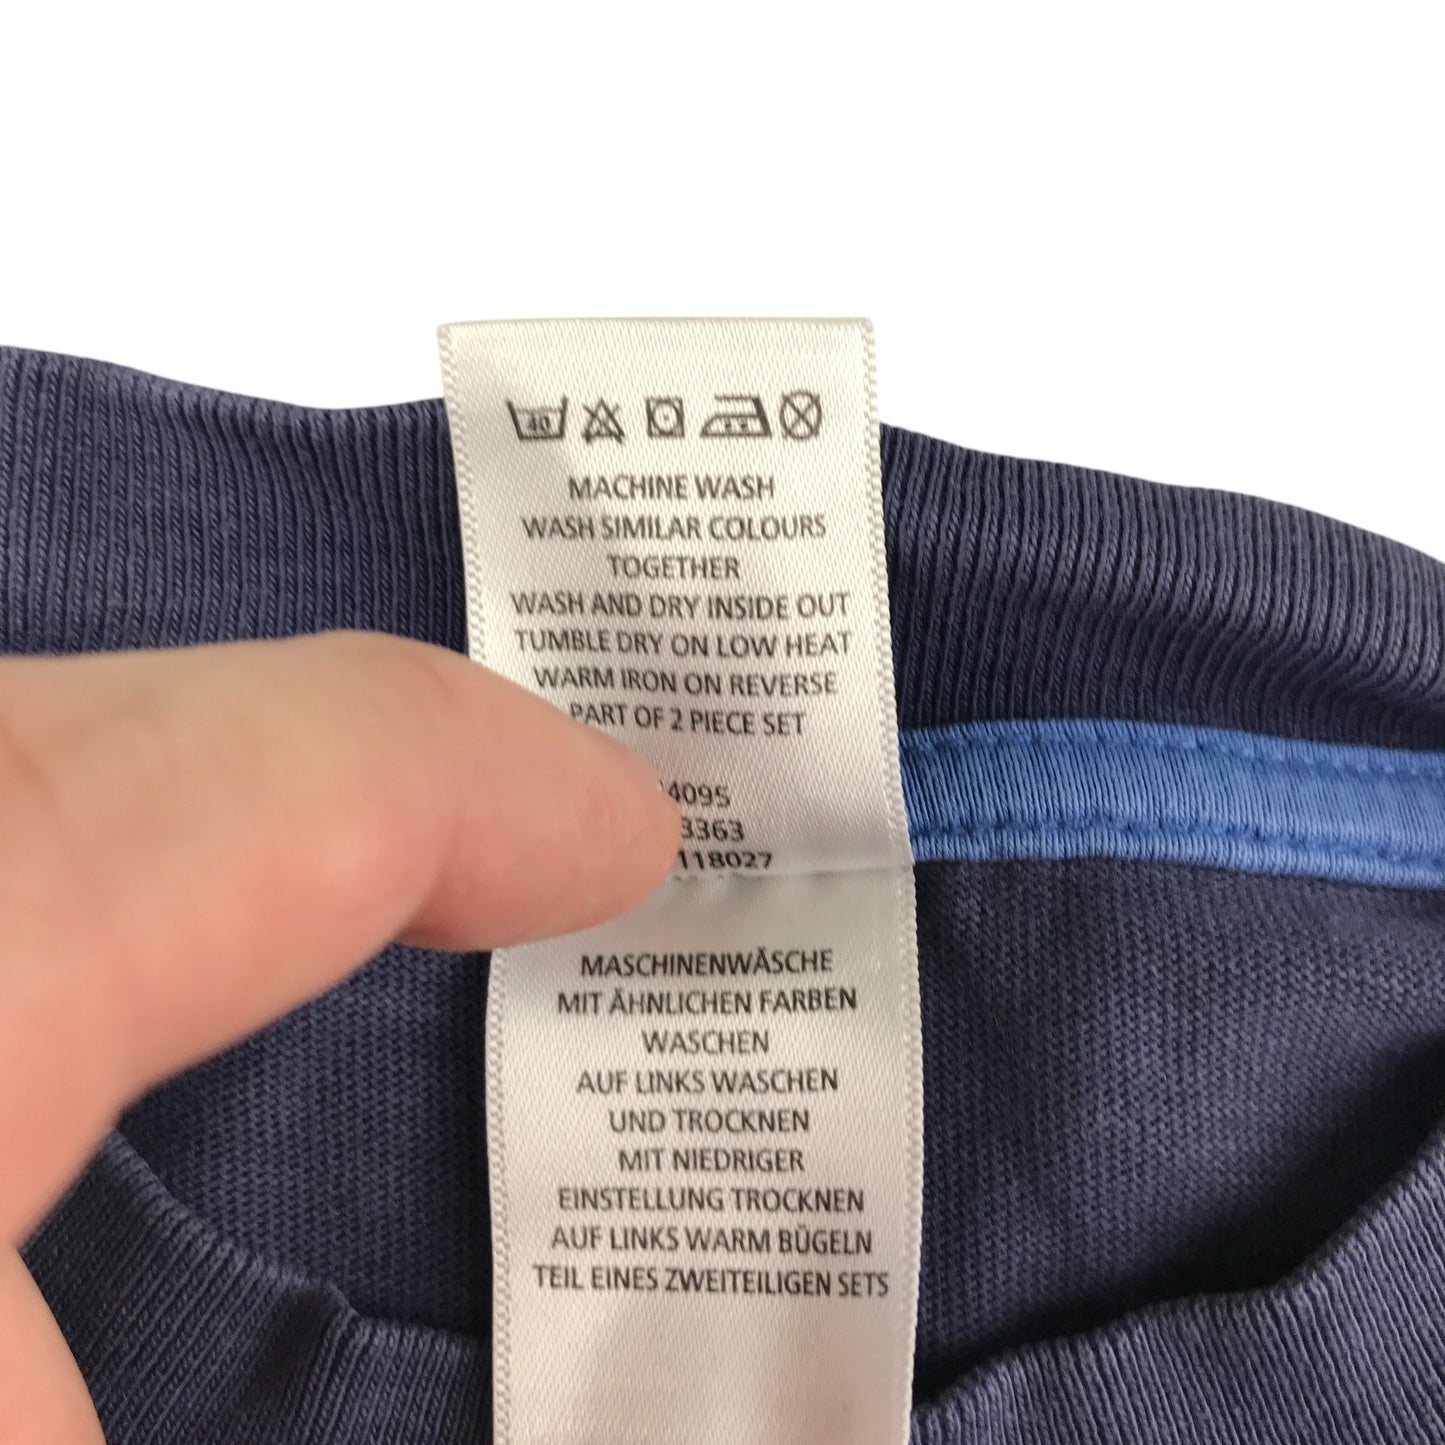 40
MACHINE WASH
WASH SIMILAR COLOURS
TOGETHER
WASH AND DRY INSIDE OUT
TUMBLE DRY ON LOW HEAT
WARM IRON ON REVERSE
PART OF 2 PIECE SET
4095
3363
118027
MASCHINENWÄSCHE
MIT ÄHNLICHEN FARBEN
WASCHEN
AUF LINKS WASCHEN
UND TROCKNEN
MIT NIEDRIGER
EINSTELLUNG TROCKNEN
AUF LINKS WARM BÜGELN
TEIL EINES ZWEITEILIGEN SETS